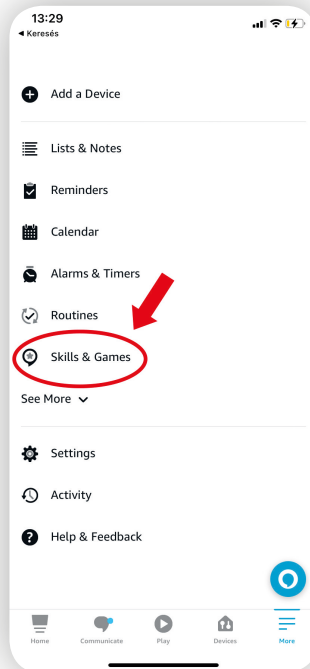 13:29
◀ Keresés
Add a Device
Lists & Notes
Reminders
Calendar
Alarms & Timers
Routines
Skills & Games
See More
Settings
Activity
Help & Feedback
Home Communicate Play Devices More